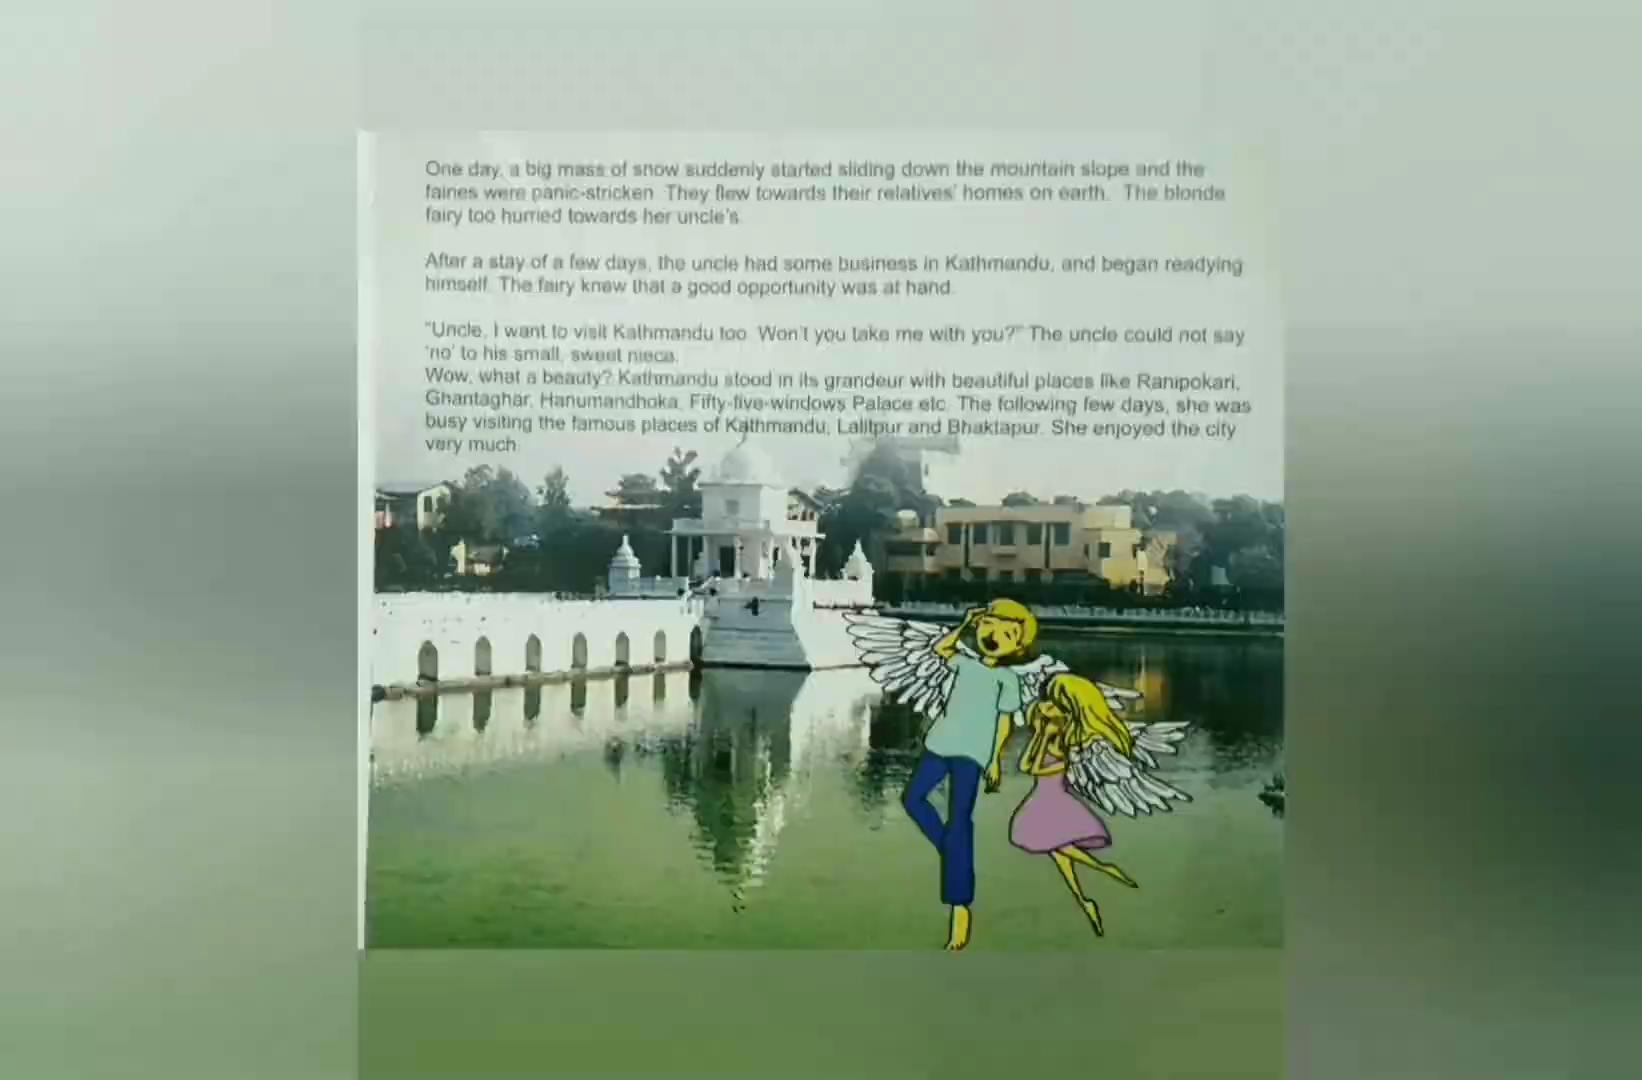 One day, a big mass of snow suddenly started sliding down the mountain slope and the
fairies were panic-stricken. They flew towards their relatives' homes on earth. The blonde
fairy too hurried towards her uncle's.
After a stay of a few days, the uncle had some business in Kathmandu, and began readying
himself. The fairy knew that a good opportunity was at hand.
"Uncle, I want to visit Kathmandu too. Won't you take me with you?" The uncle could not say
'no' to his small, sweet niece.
Wow, what a beauty? Kathmandu stood in its grandeur with beautiful places like Ranipokari,
Ghantaghar, Hanumandhoka, Fifty-five-windows Palace etc. The following few days, she was
busy visiting the famous places of Kathmandu, Lalitpur and Bhaktapur. She enjoyed the city
very much.